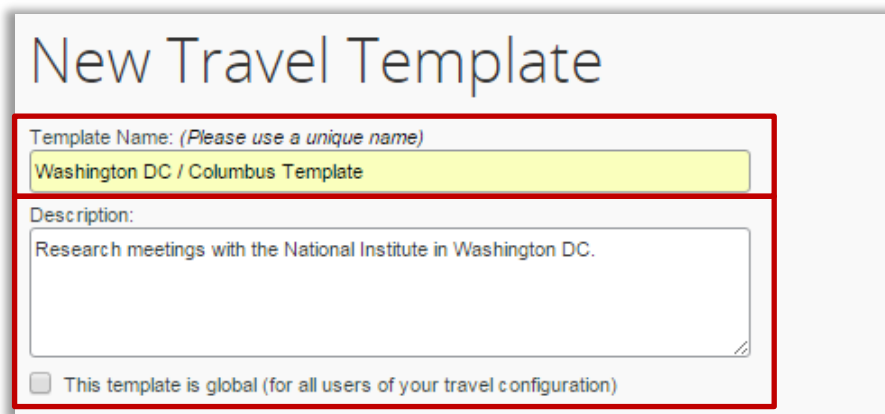 New Travel Template
Template Name: (Please use a unique name)
Washington DC / Columbus Template
Description:
Research meetings with the National Institute in Washington DC.
This template is global (for all users of your travel configuration)